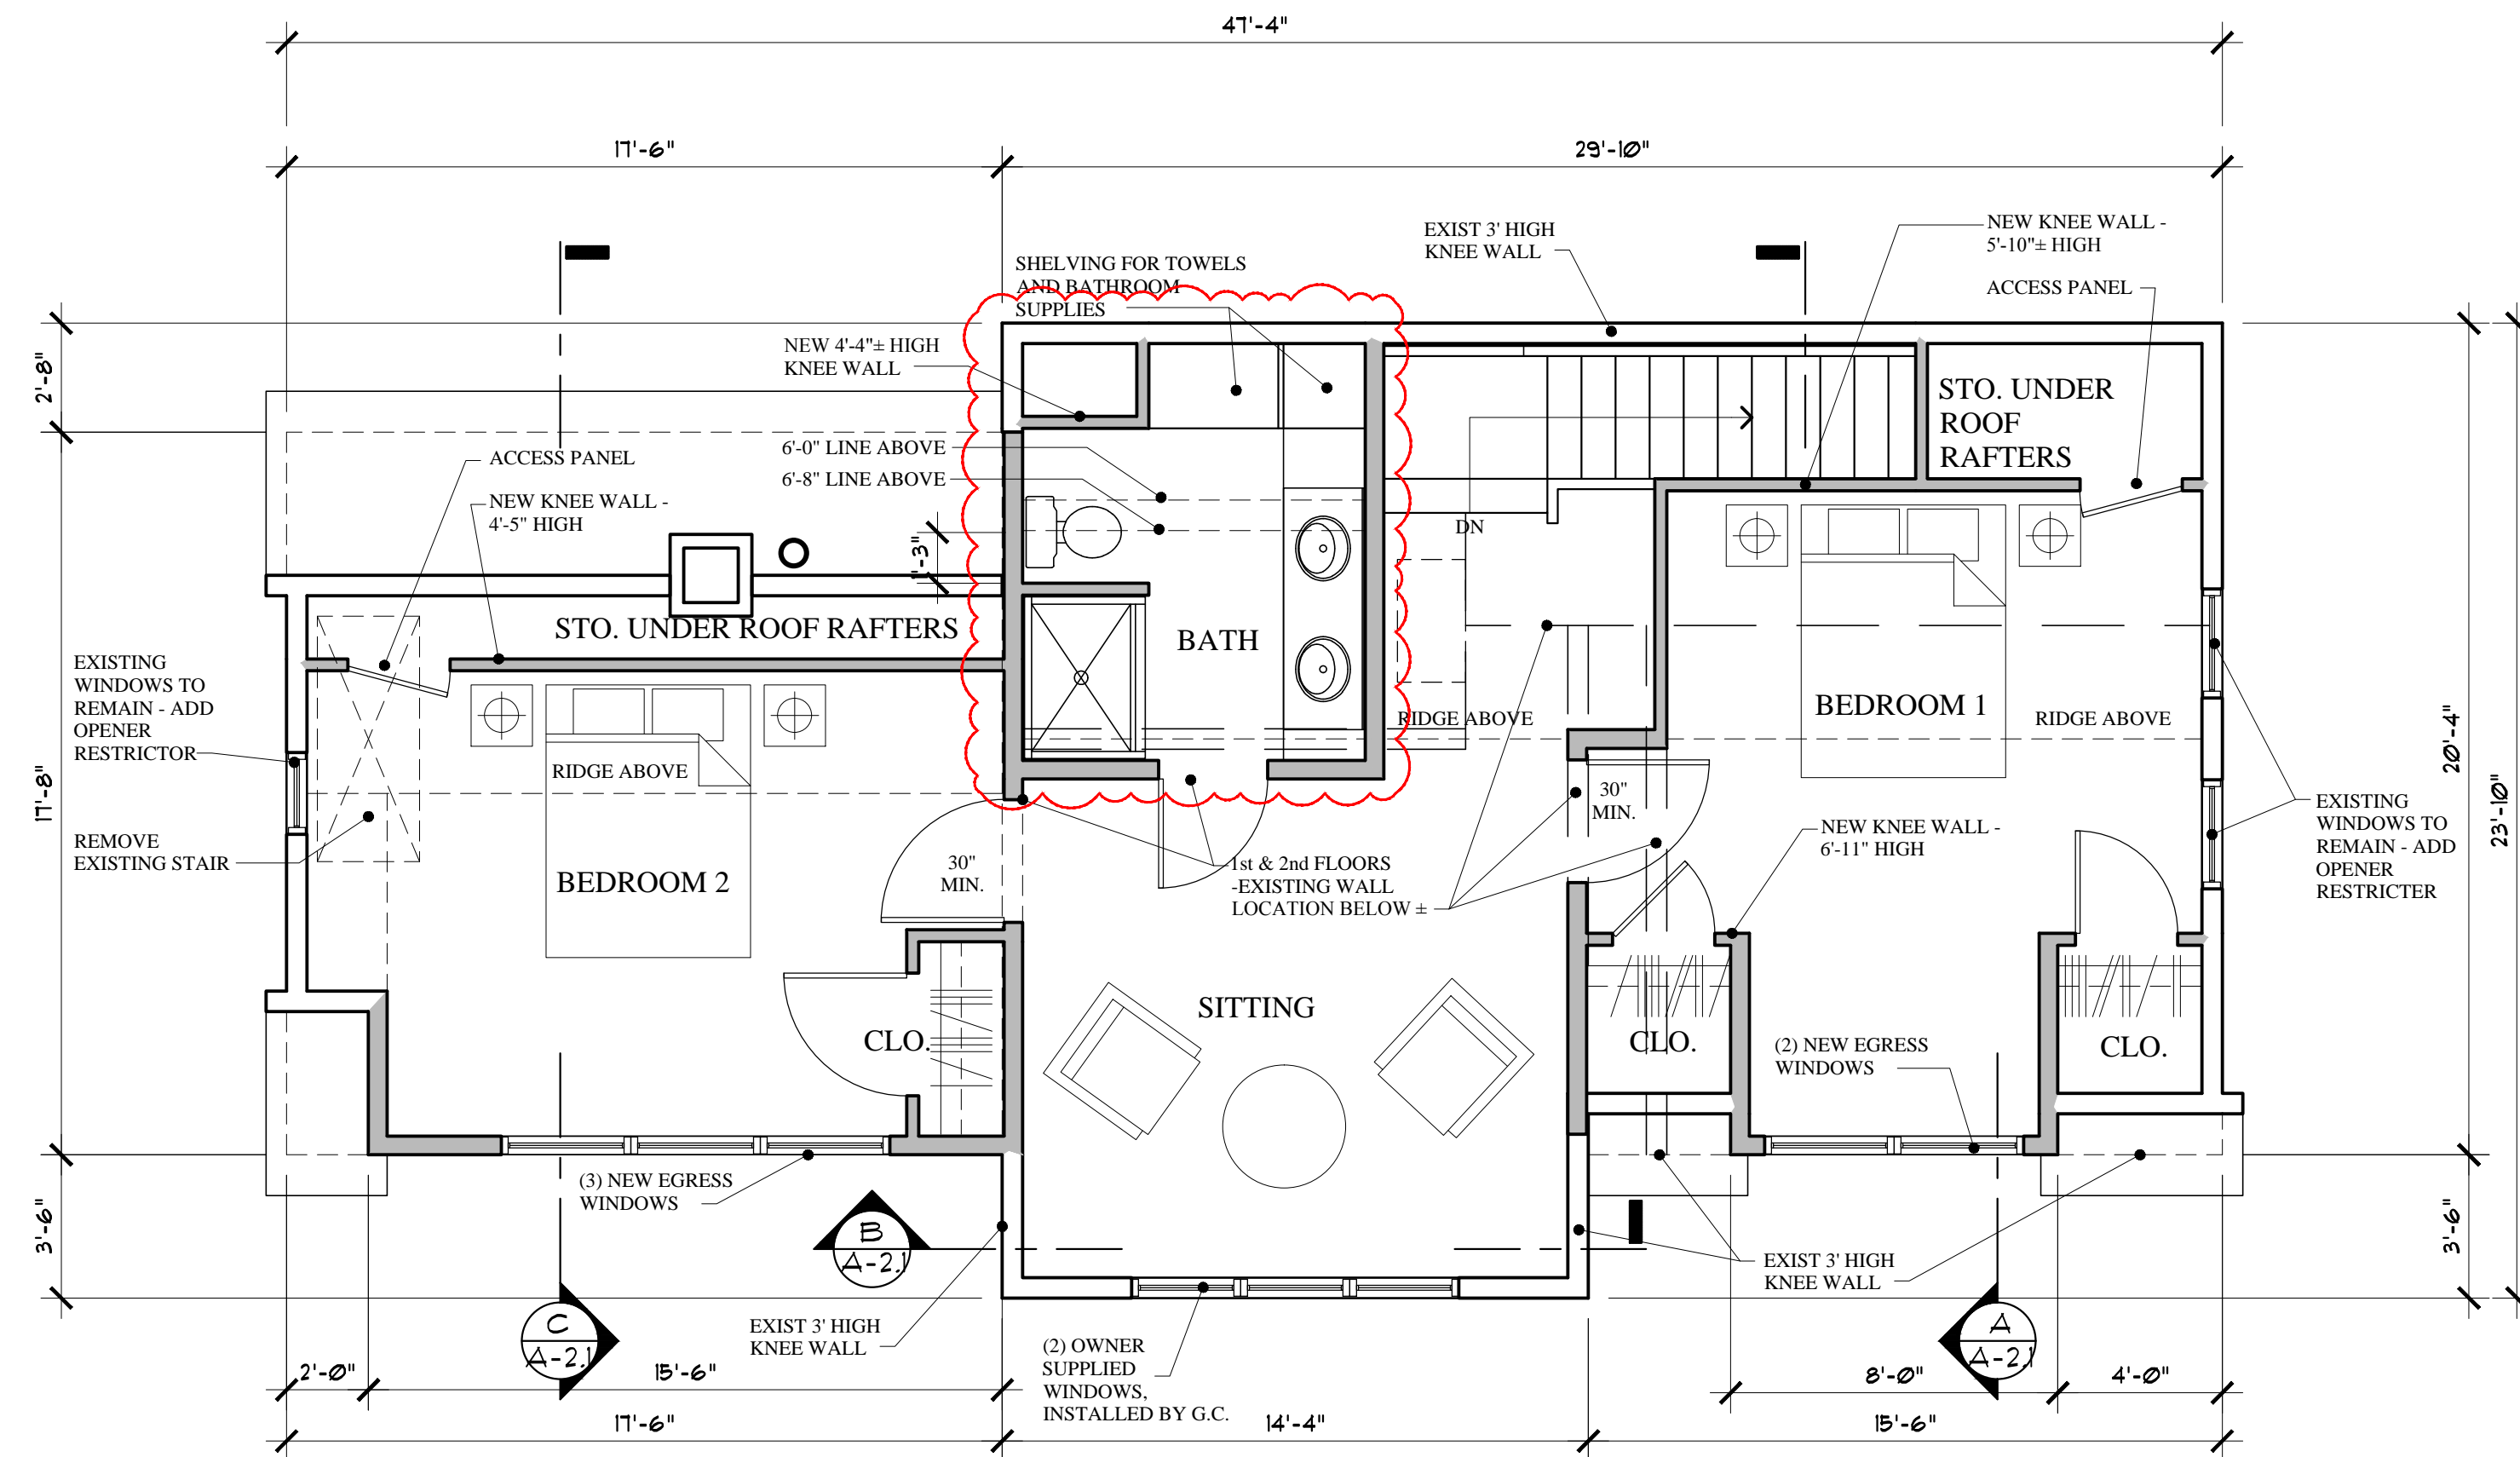 47'-4"
17'-6"
29'-10"
EXIST 3' HIGH
KNEE WALL
NEW KNEE WALL -
5'-10"± HIGH
SHELVING FOR TOWELS
AND BATHROOM
SUPPLIES
ACCESS PANEL
NEW 4'-4"± HIGH
KNEE WALL
2'-8"
STO. UNDER
ROOF
RAFTERS
6'-0" LINE ABOVE
6'-8" LINE ABOVE
ACCESS PANEL
NEW KNEE WALL -
4'-5" HIGH
DN
1'-3"
STO. UNDER ROOF RAFTERS
BATH
EXISTING
WINDOWS TO
REMAIN - ADD
OPENER
RESTRICTOR
BEDROOM 1
RIDGE ABOVE
RIDGE ABOVE
RIDGE ABOVE
20'-4"
17'-8"
23'-10"
30"
MIN.
EXISTING
WINDOWS TO
REMAIN - ADD
OPENER
RESTRICTER
REMOVE
EXISTING STAIR
NEW KNEE WALL -
6'-11" HIGH
BEDROOM 2
30"
MIN.
1st & 2nd FLOORS
-EXISTING WALL
LOCATION BELOW ±
SITTING
CLO.
CLO.
CLO.
(2) NEW EGRESS
WINDOWS
(3) NEW EGRESS
WINDOWS
3'-6"
3'-6"
B
A-2.1
EXIST 3' HIGH
KNEE WALL
EXIST 3' HIGH
KNEE WALL
C
A-2.1
A
A-2.1
(2) OWNER
SUPPLIED
WINDOWS,
INSTALLED BY G.C.
2'-0"
15'-6"
8'-0"
4'-0"
17'-6"
14'-4"
15'-6"